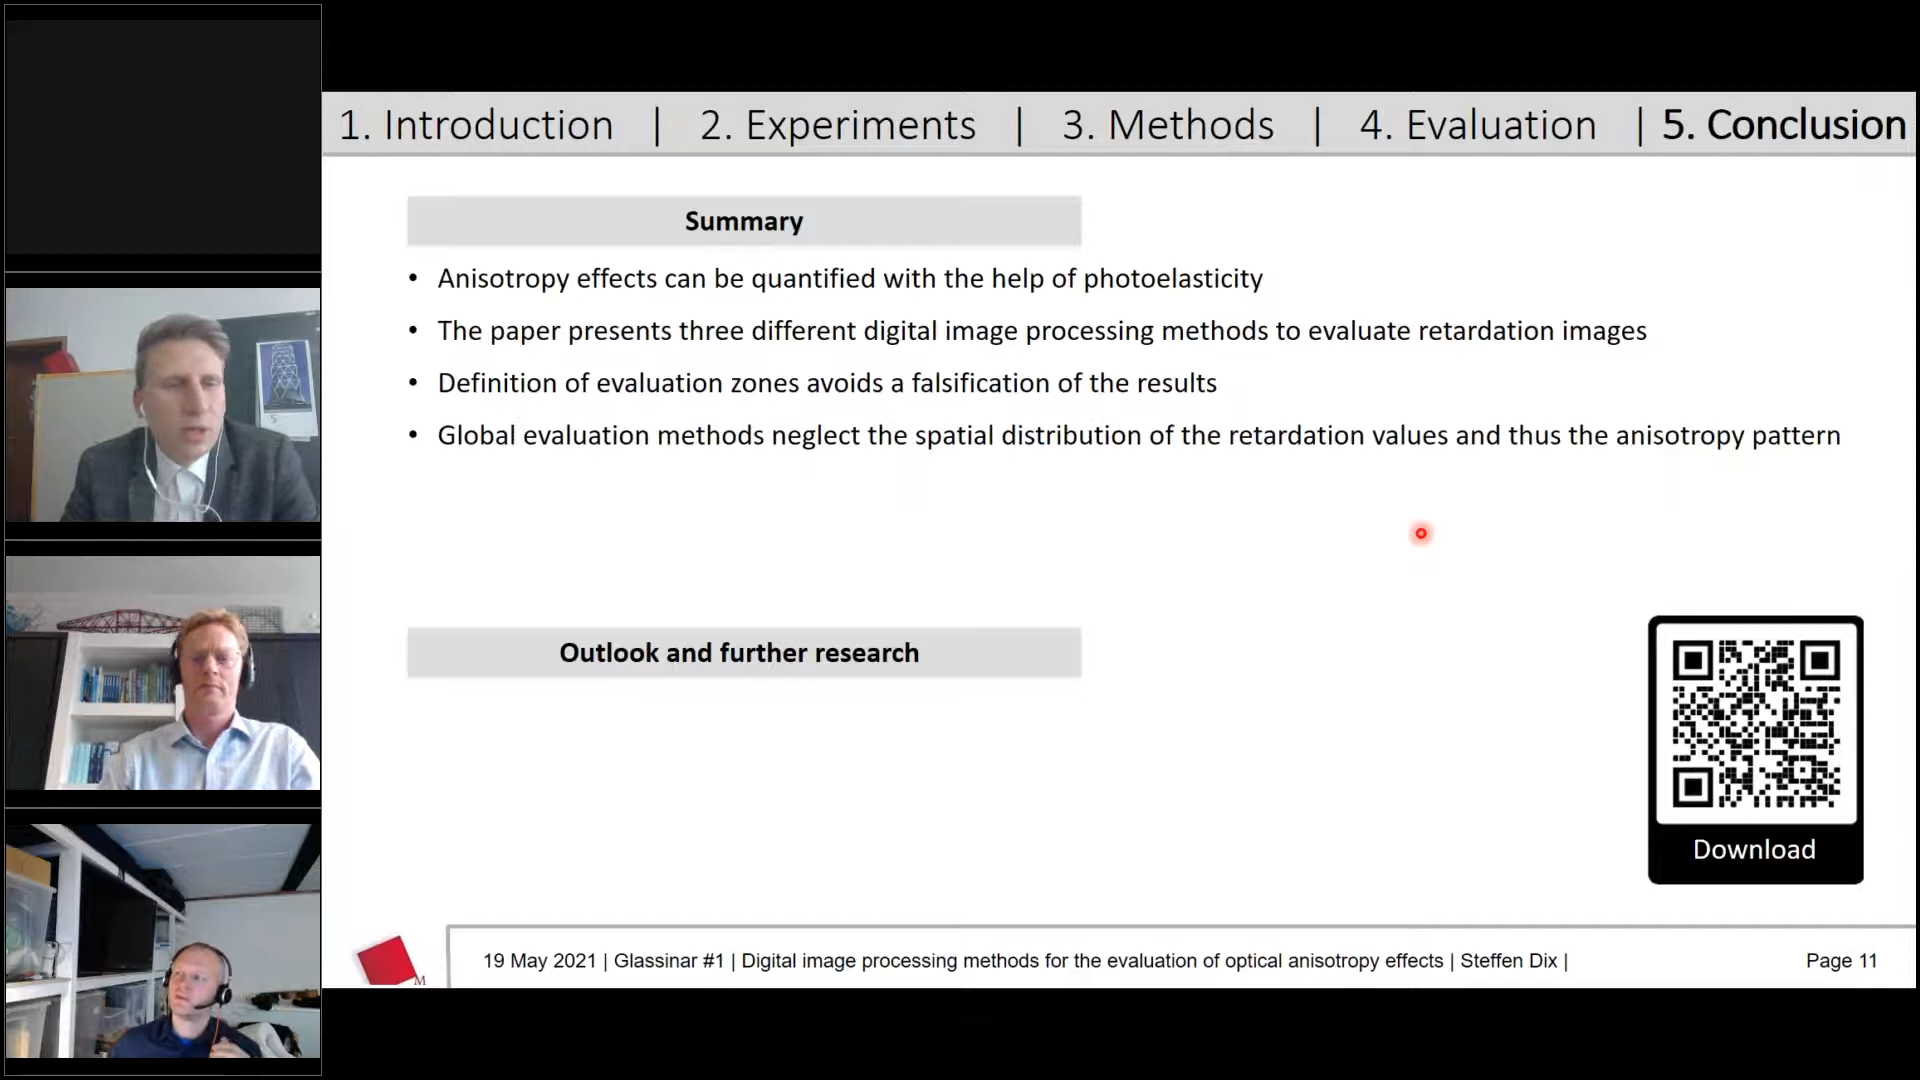 1. Introduction | 2. Experiments | 3. Methods | 4. Evaluation | 5. Conclusion
Summary
• Anisotropy effects can be quantified with the help of photoelasticity
• The paper presents three different digital image processing methods to evaluate retardation images
• Definition of evaluation zones avoids a falsification of the results
• Global evaluation methods neglect the spatial distribution of the retardation values and thus the anisotropy pattern
Outlook and further research
Download
M
19 May 2021 | Glassinar #1 | Digital image processing methods for the evaluation of optical anisotropy effects | Steffen Dix |
Page 11